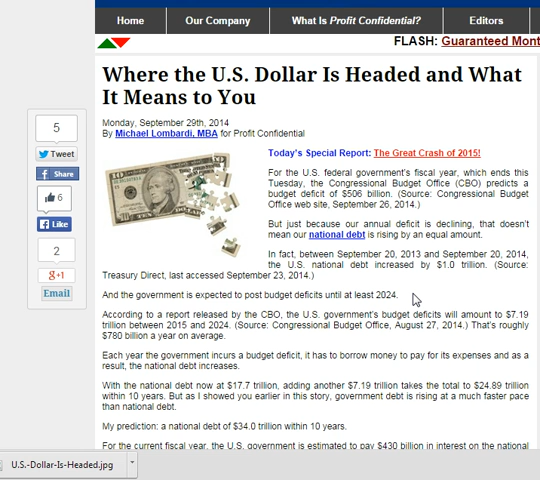 Home
Our Company
What Is Profit Confidential?
Editors
FLASH: Guaranteed Mont
Where the U.S. Dollar Is Headed and What
It Means to You
Monday, September 29th, 2014
By Michael Lombardi, MBA for Profit Confidential
5
Tweet
Share
6
Like
2
g+1
Email
10
Today's Special Report: The Great Crash of 2015!
For the U.S. federal government's fiscal year, which ends this
Tuesday, the Congressional Budget Office (CBO) predicts a
budget deficit of $506 billion. (Source: Congressional Budget
Office web site, September 26, 2014.)
But just because our annual deficit is declining, that doesn't
mean our national debt is rising by an equal amount.
In fact, between September 20, 2013 and September 20, 2014,
the U.S. national debt increased by $1.0 trillion. (Source:
Treasury Direct, last accessed September 23, 2014.)
And the government is expected to post budget deficits until at least 2024.
According to a report released by the CBO, the U.S. government's budget deficits will amount to $7.19
trillion between 2015 and 2024. (Source: Congressional Budget Office, August 27, 2014.) That's roughly
$780 billion a year on average.
Each year the government incurs a budget deficit, it has to borrow money to pay for its expenses and as a
result, the national debt increases.
With the national debt now at $17.7 trillion, adding another $7.19 trillion takes the total to $24.89 trillion
within 10 years. But as I showed you earlier in this story, government debt is rising at a much faster pace
than national debt.
My prediction: a national debt of $34.0 trillion within 10 years.
For the current fiscal year, the U.S. government is estimated to pay $430 billion in interest on the national
U.S.-Dollar-Is-Headed.jpg